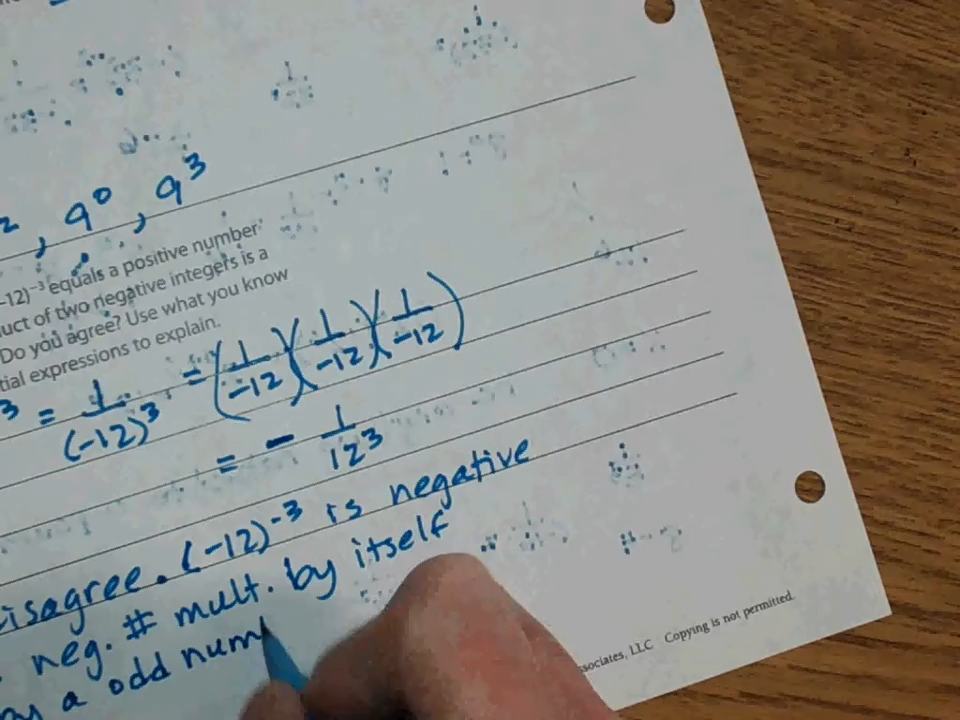 2, 9⁰, 9³
-12)⁻³ equals a positive number
uct of two negative integers is a
Do you agree? Use what you know
tial expressions to explain.
³ = 1/(-12)³ = (1/-12)(1/-12)(1/-12)
= - 1/12³
isagree. (-12)⁻³ is negative
neg. # mult. by itself
a odd num
ssociates, LLC Copying is not permitted.